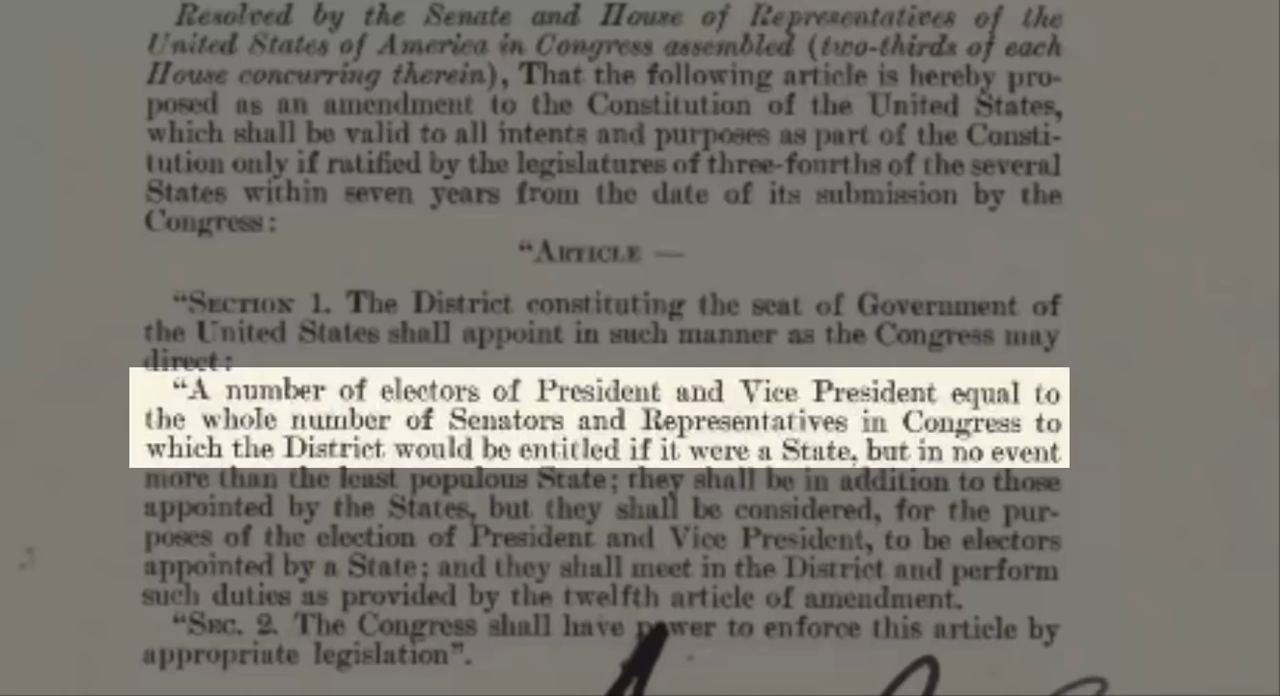 Resolved by the Senate and House of Representatives of the
United States of America in Congress assembled (two-thirds of each
House concurring therein), That the following article is hereby pro-
posed as an amendment to the Constitution of the United States,
which shall be valid to all intents and purposes as part of the Consti-
tution only if ratified by the legislatures of three-fourths of the several
States within seven years from the date of its submission by the
Congress:
"ARTICLE —
"SECTION 1. The District constituting the seat of Government of
the United States shall appoint in such manner as the Congress may
direct:
"A number of electors of President and Vice President equal to
the whole number of Senators and Representatives in Congress to
which the District would be entitled if it were a State, but in no event
more than the least populous State; they shall be in addition to those
appointed by the States, but they shall be considered, for the pur-
poses of the election of President and Vice President, to be electors
appointed by a State; and they shall meet in the District and perform
such duties as provided by the twelfth article of amendment.
"SEC. 2. The Congress shall have power to enforce this article by
appropriate legislation".